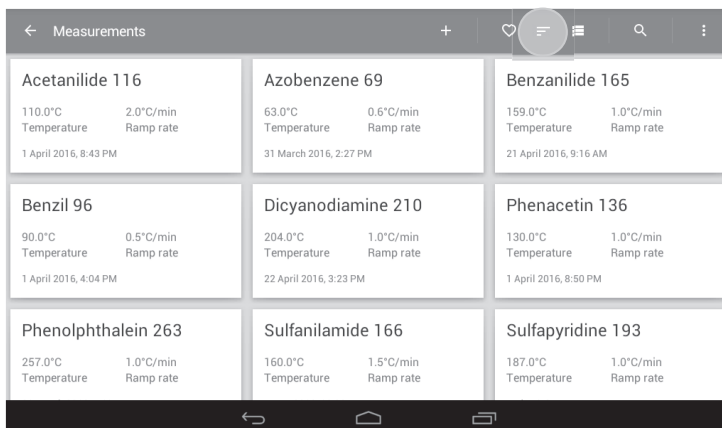 Measurements
Acetanilide 116
110.0°C 2.0°C/min
Temperature Ramp rate
1 April 2016, 8:43 PM
Azobenzene 69
63.0°C 0.6°C/min
Temperature Ramp rate
31 March 2016, 2:27 PM
Benzanilide 165
159.0°C 1.0°C/min
Temperature Ramp rate
21 April 2016, 9:16 AM
Benzil 96
90.0°C 0.5°C/min
Temperature Ramp rate
1 April 2016, 4:04 PM
Dicyanodiamine 210
204.0°C 1.0°C/min
Temperature Ramp rate
22 April 2016, 3:23 PM
Phenacetin 136
130.0°C 1.0°C/min
Temperature Ramp rate
1 April 2016, 8:50 PM
Phenolphthalein 263
257.0°C 1.0°C/min
Temperature Ramp rate
Sulfanilamide 166
160.0°C 1.5°C/min
Temperature Ramp rate
Sulfapyridine 193
187.0°C 1.0°C/min
Temperature Ramp rate